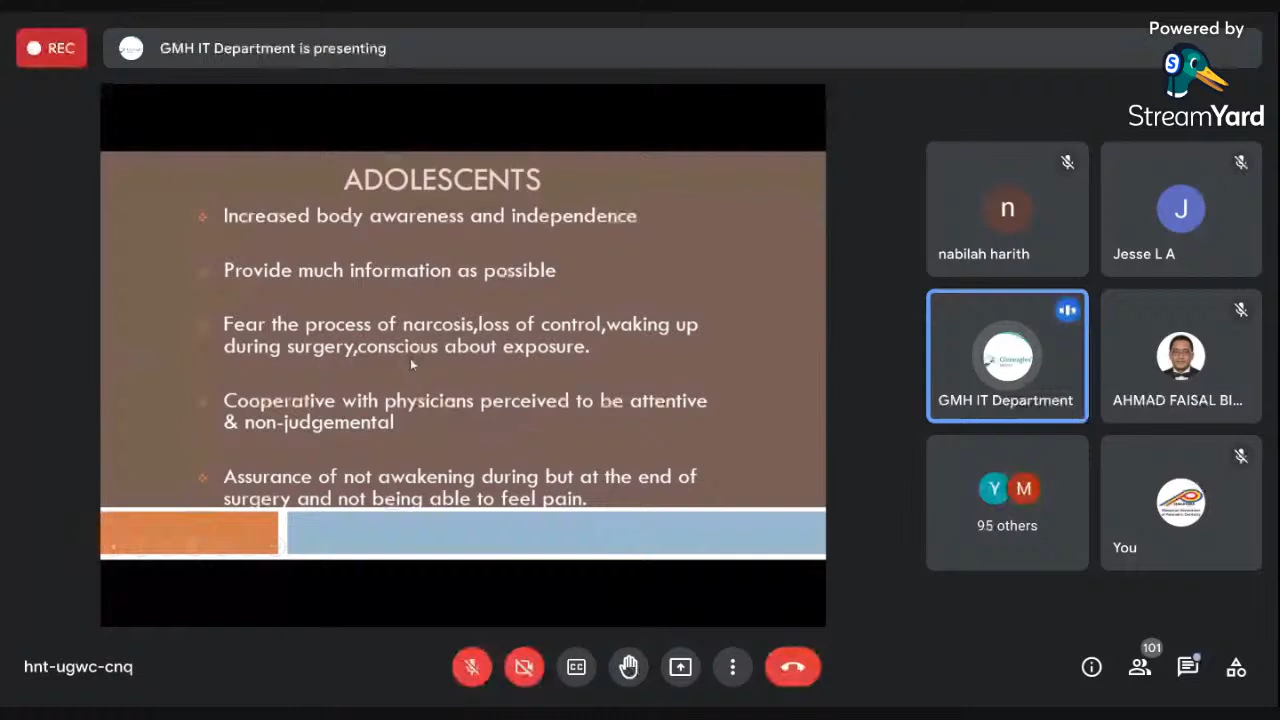 Powered by
StreamYard
REC
GMH IT Department is presenting
ADOLESCENTS
Increased body awareness and independence
Provide much information as possible
Fear the process of narcosis,loss of control,waking up
during surgery,conscious about exposure.
Cooperative with physicians perceived to be attentive
& non-judgemental
Assurance of not awakening during but at the end of
surgery and not being able to feel pain.
n
nabilah harith
J
Jesse L A
Gleneagles
GMH IT Department
AHMAD FAISAL BI...
Y M
95 others
You
hnt-ugwc-cnq
CC
101